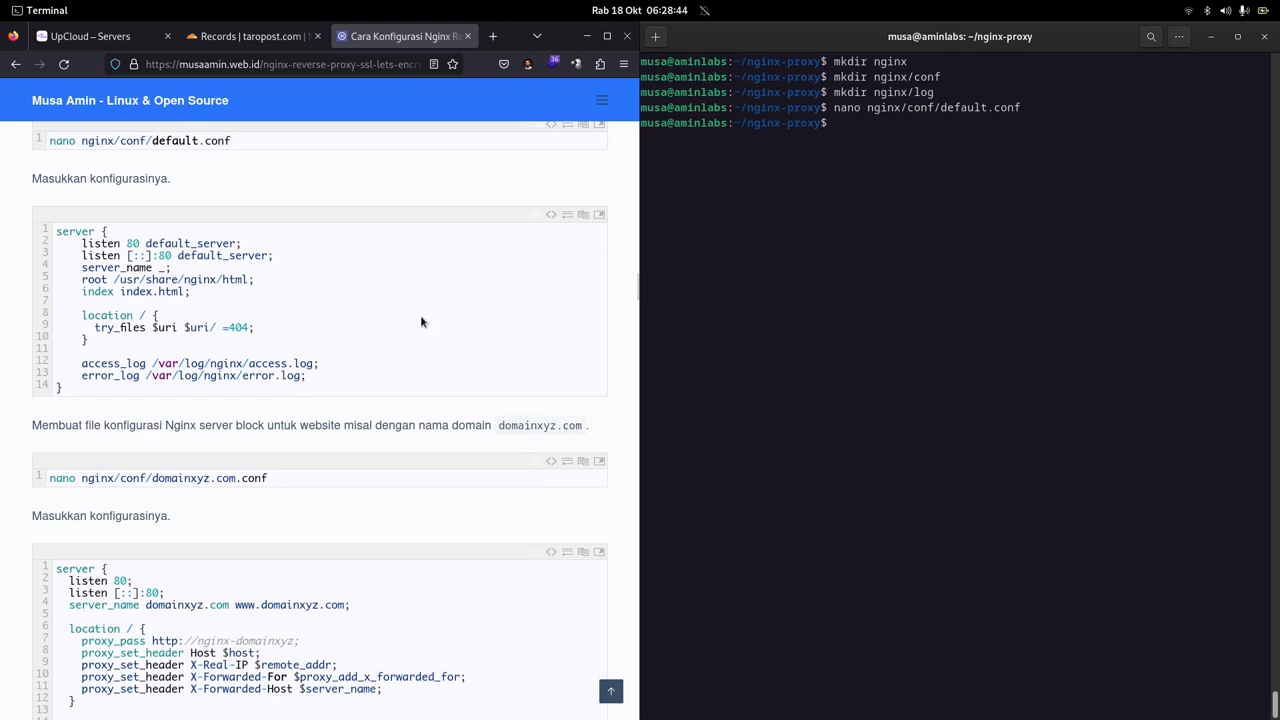 Terminal
Rab 18 Okt 06:28:44
UpCloud – Servers
Records | taropost.com |
Cara Konfigurasi Nginx R
https://musaamin.web.id/nginx-reverse-proxy-ssl-lets-encr
36
Musa Amin - Linux & Open Source
1 nano nginx/conf/default.conf
Masukkan konfigurasinya.
1 server {
2 listen 80 default_server;
3 listen [::]:80 default_server;
4 server_name _;
5 root /usr/share/nginx/html;
6 index index.html;
7
8 location / {
9 try_files $uri $uri/ =404;
10 }
11
12 access_log /var/log/nginx/access.log;
13 error_log /var/log/nginx/error.log;
14 }
Membuat file konfigurasi Nginx server block untuk website misal dengan nama domain domainxyz.com .
1 nano nginx/conf/domainxyz.com.conf
Masukkan konfigurasinya.
1 server {
2 listen 80;
3 listen [::]:80;
4 server_name domainxyz.com www.domainxyz.com;
5
6 location / {
7 proxy_pass http://nginx-domainxyz;
8 proxy_set_header Host $host;
9 proxy_set_header X-Real-IP $remote_addr;
10 proxy_set_header X-Forwarded-For $proxy_add_x_forwarded_for;
11 proxy_set_header X-Forwarded-Host $server_name;
12 }
13
14
musa@aminlabs: ~/nginx-proxy
musa@aminlabs:~/nginx-proxy$ mkdir nginx
musa@aminlabs:~/nginx-proxy$ mkdir nginx/conf
musa@aminlabs:~/nginx-proxy$ mkdir nginx/log
musa@aminlabs:~/nginx-proxy$ nano nginx/conf/default.conf
musa@aminlabs:~/nginx-proxy$